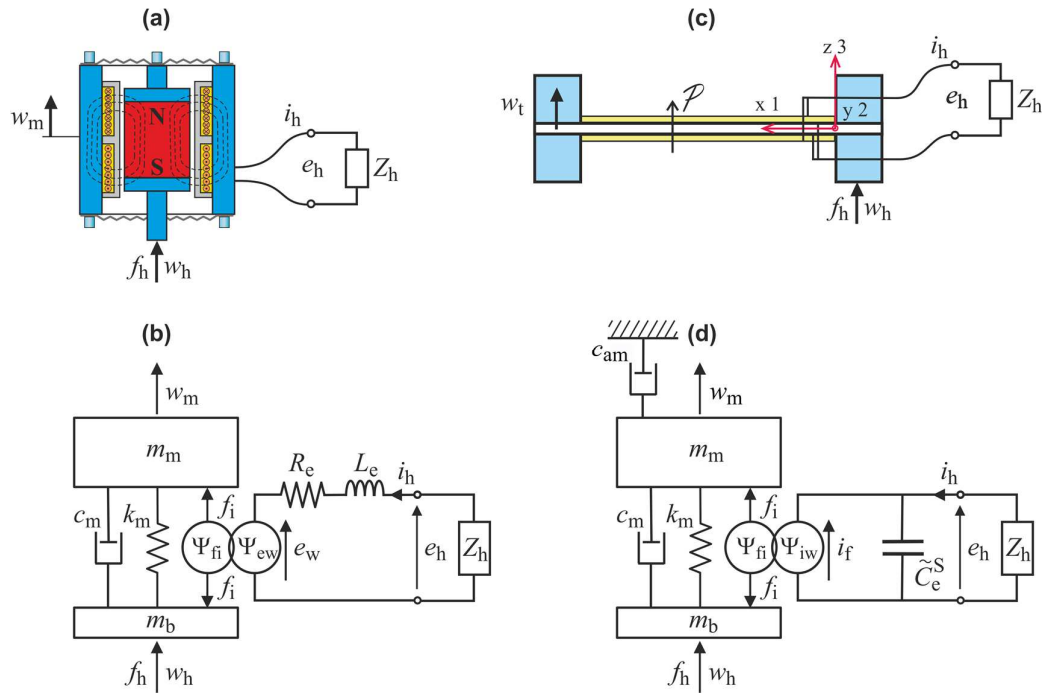 (a)
w_m
N
S
i_h
e_h
Z_h
f_h w_h
(c)
z 3
w_t
𝒫
x 1
y 2
i_h
e_h
Z_h
f_h w_h
(b)
w_m
m_m
R_e L_e i_h
c_m k_m f_i
Ψ_fi Ψ_ew e_w e_h Z_h
f_i
m_b
f_h w_h
(d)
c_am
w_m
m_m
i_h
c_m k_m f_i
Ψ_fi Ψ_iw i_f C̃_e^S e_h Z_h
f_i
m_b
f_h w_h